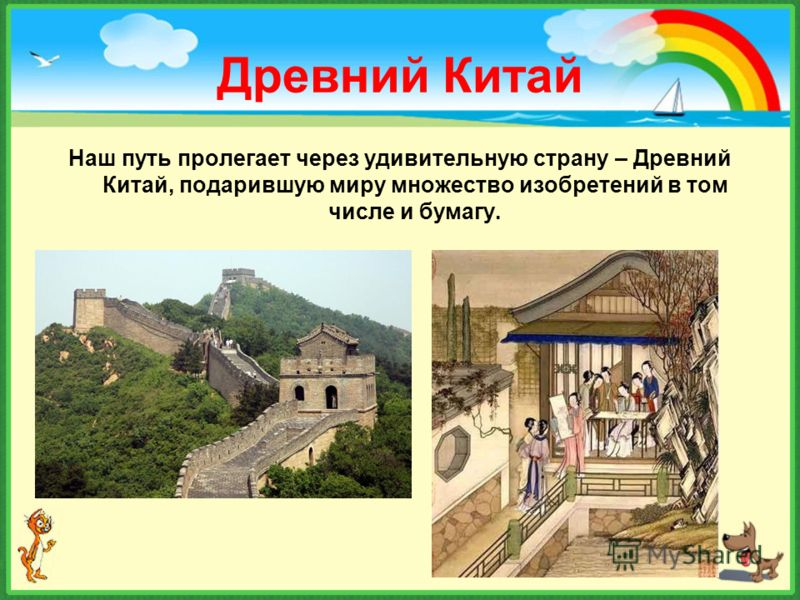 Древний Китай
Наш путь пролегает через удивительную страну – Древний
Китай, подарившую миру множество изобретений в том
числе и бумагу.
MyShared